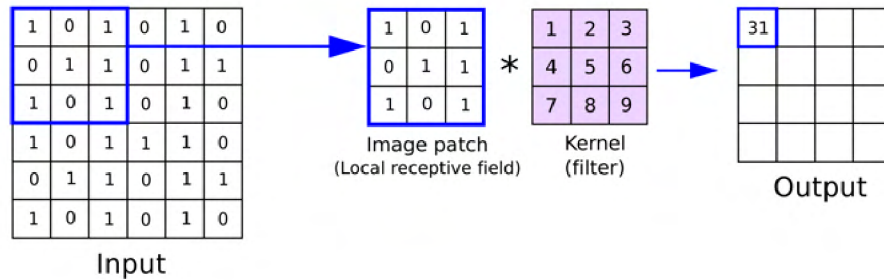 1 0 1 0 1 0
0 1 1 0 1 1
1 0 1 0 1 0
1 0 1 1 1 0
0 1 1 0 1 1
1 0 1 0 1 0
Input
1 0 1
0 1 1
1 0 1
Image patch
(Local receptive field)
*
1 2 3
4 5 6
7 8 9
Kernel
(filter)
31
Output